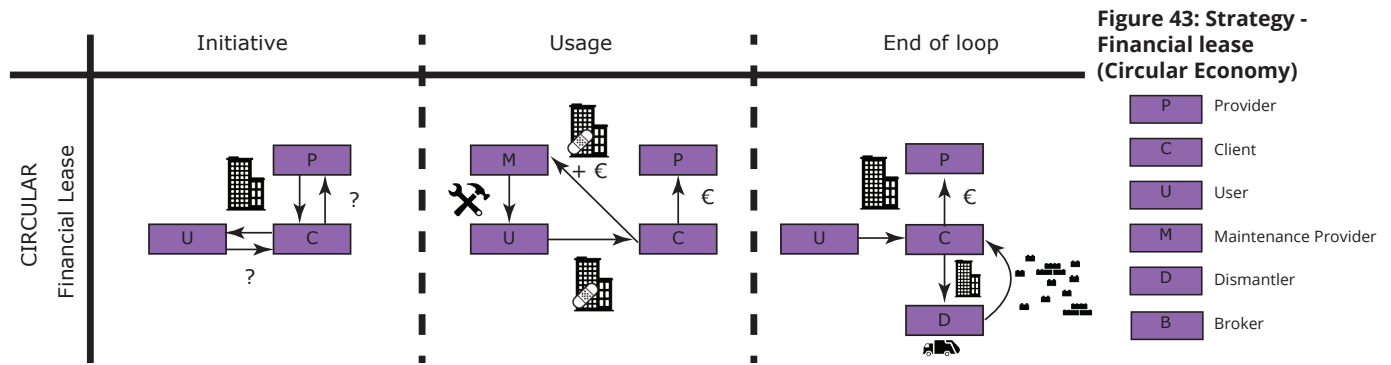 Initiative
Usage
End of loop
Figure 43: Strategy -
Financial lease
(Circular Economy)
CIRCULAR
Financial Lease
P
?
U
C
?
M
+ €
P
€
U
C
P
€
U
C
D
P Provider
C Client
U User
M Maintenance Provider
D Dismantler
B Broker